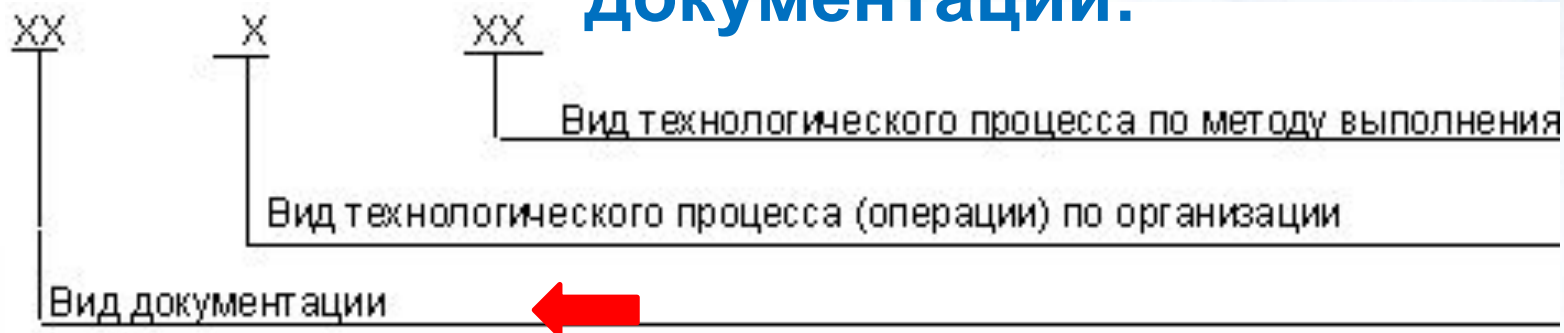 документации.
XX X XX
Вид технологического процесса по методу выполнения
Вид технологического процесса (операции) по организации
Вид документации